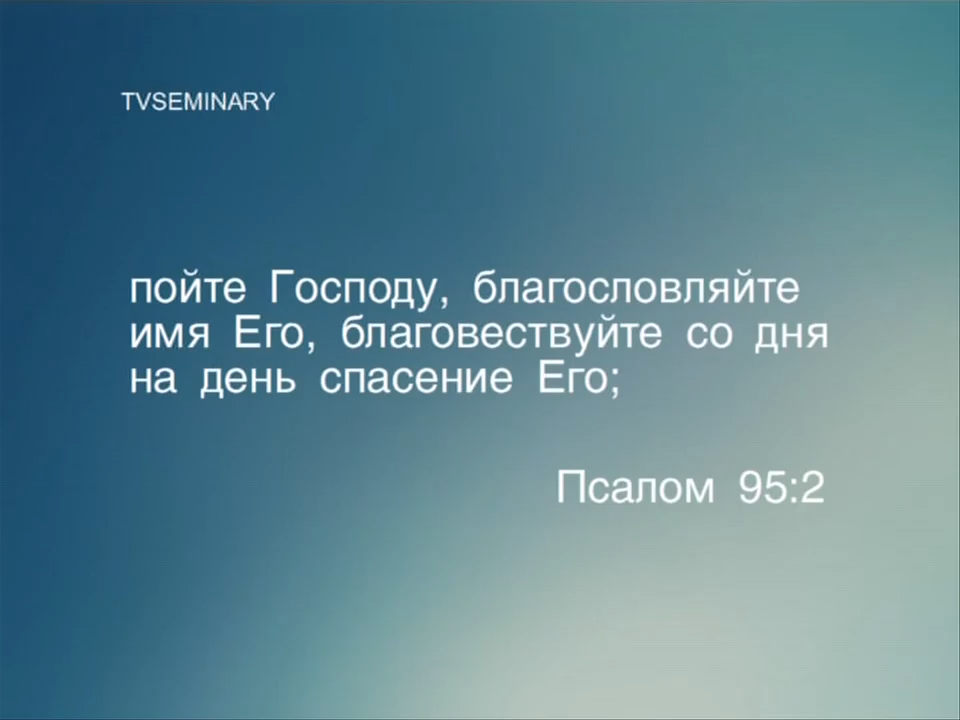 TVSEMINARY
пойте Господу, благословляйте
имя Его, благовествуйте со дня
на день спасение Его;
Псалом 95:2